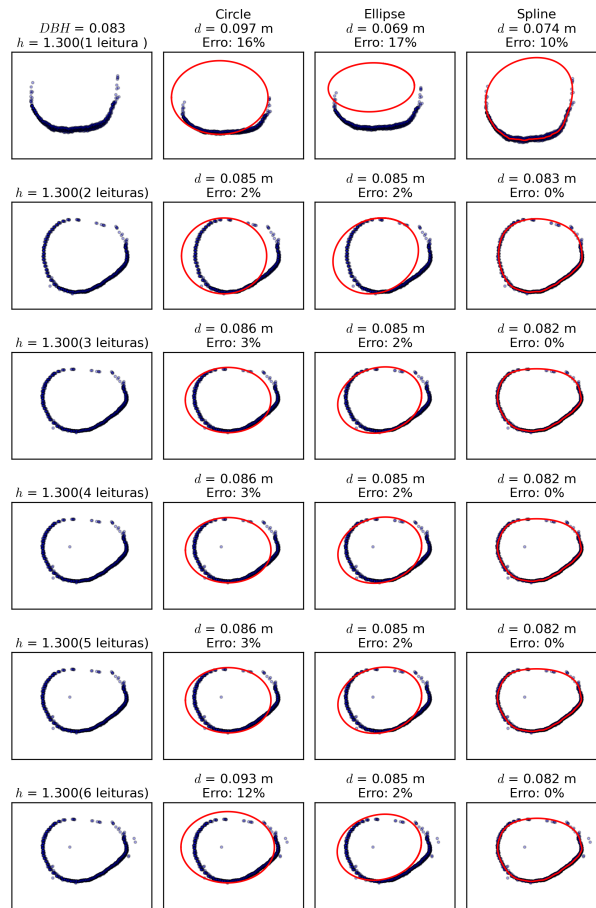 DBH = 0.083
h = 1.300(1 leitura )
Circle
d = 0.097 m
Erro: 16%
Ellipse
d = 0.069 m
Erro: 17%
Spline
d = 0.074 m
Erro: 10%
h = 1.300(2 leituras)
d = 0.085 m
Erro: 2%
d = 0.085 m
Erro: 2%
d = 0.083 m
Erro: 0%
h = 1.300(3 leituras)
d = 0.086 m
Erro: 3%
d = 0.085 m
Erro: 2%
d = 0.082 m
Erro: 0%
h = 1.300(4 leituras)
d = 0.086 m
Erro: 3%
d = 0.085 m
Erro: 2%
d = 0.082 m
Erro: 0%
h = 1.300(5 leituras)
d = 0.086 m
Erro: 3%
d = 0.085 m
Erro: 2%
d = 0.082 m
Erro: 0%
h = 1.300(6 leituras)
d = 0.093 m
Erro: 12%
d = 0.085 m
Erro: 2%
d = 0.082 m
Erro: 0%